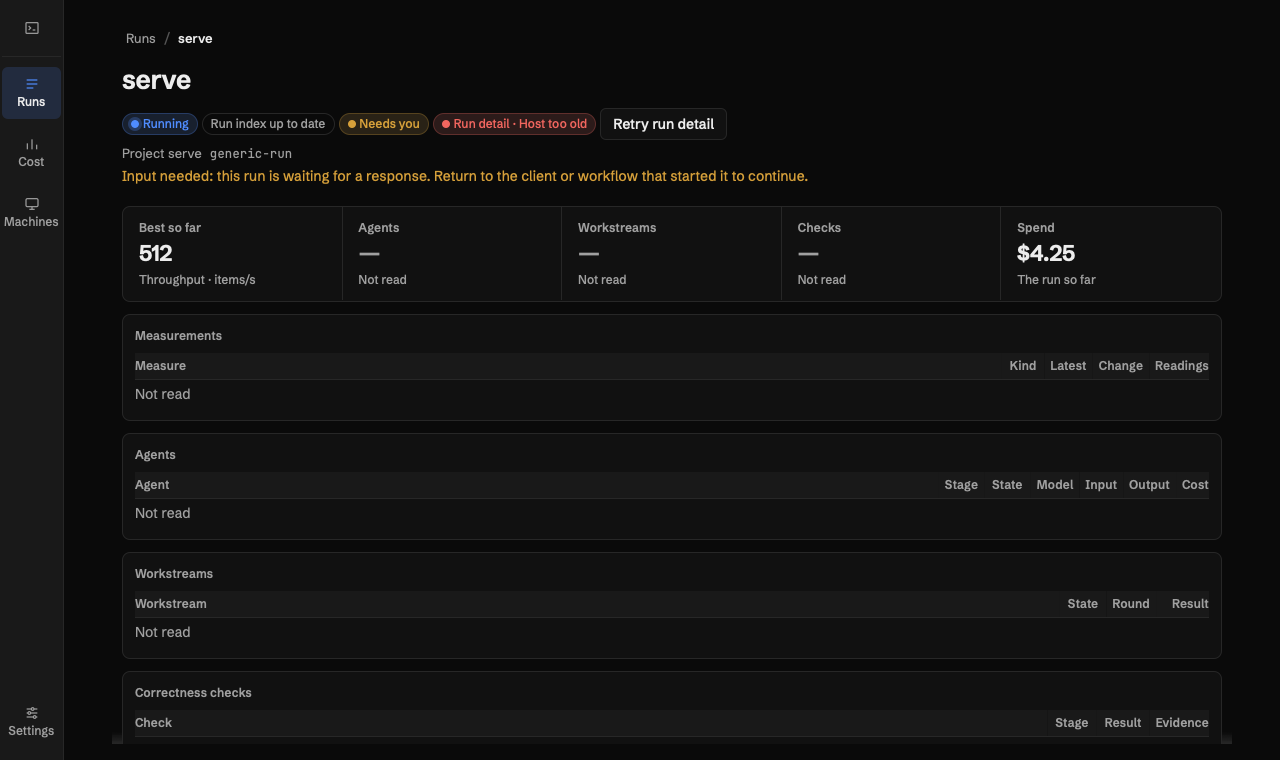 Runs / serve
serve
Running Run index up to date Needs you Run detail · Host too old Retry run detail
Project serve generic-run
Input needed: this run is waiting for a response. Return to the client or workflow that started it to continue.
Best so far Agents Workstreams Checks Spend
512 — — — $4.25
Throughput · items/s Not read Not read Not read The run so far
Measurements
Measure Kind Latest Change Readings
Not read
Agents
Agent Stage State Model Input Output Cost
Not read
Workstreams
Workstream State Round Result
Not read
Correctness checks
Check Stage Result Evidence
Runs
Cost
Machines
Settings